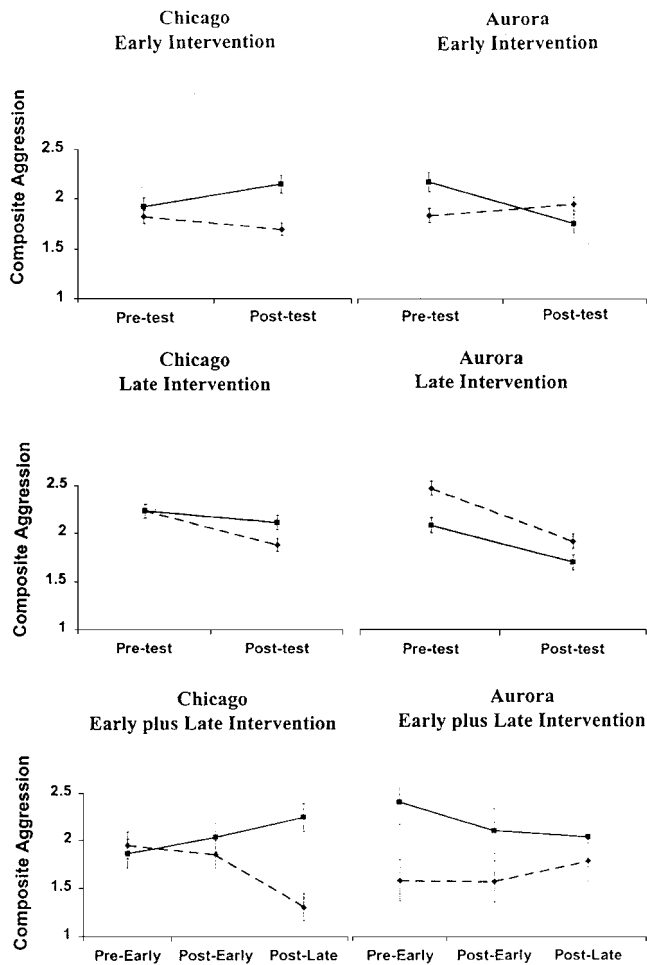 Chicago
Early Intervention
Aurora
Early Intervention
Composite Aggression
2.5
2
1.5
1
Pre-test
Post-test
Pre-test
Post-test
Chicago
Late Intervention
Aurora
Late Intervention
Composite Aggression
2.5
2
1.5
1
Pre-test
Post-test
Pre-test
Post-test
Chicago
Early plus Late Intervention
Aurora
Early plus Late Intervention
Composite Aggression
2.5
2
1.5
1
Pre-Early
Post-Early
Post-Late
Pre-Early
Post-Early
Post-Late